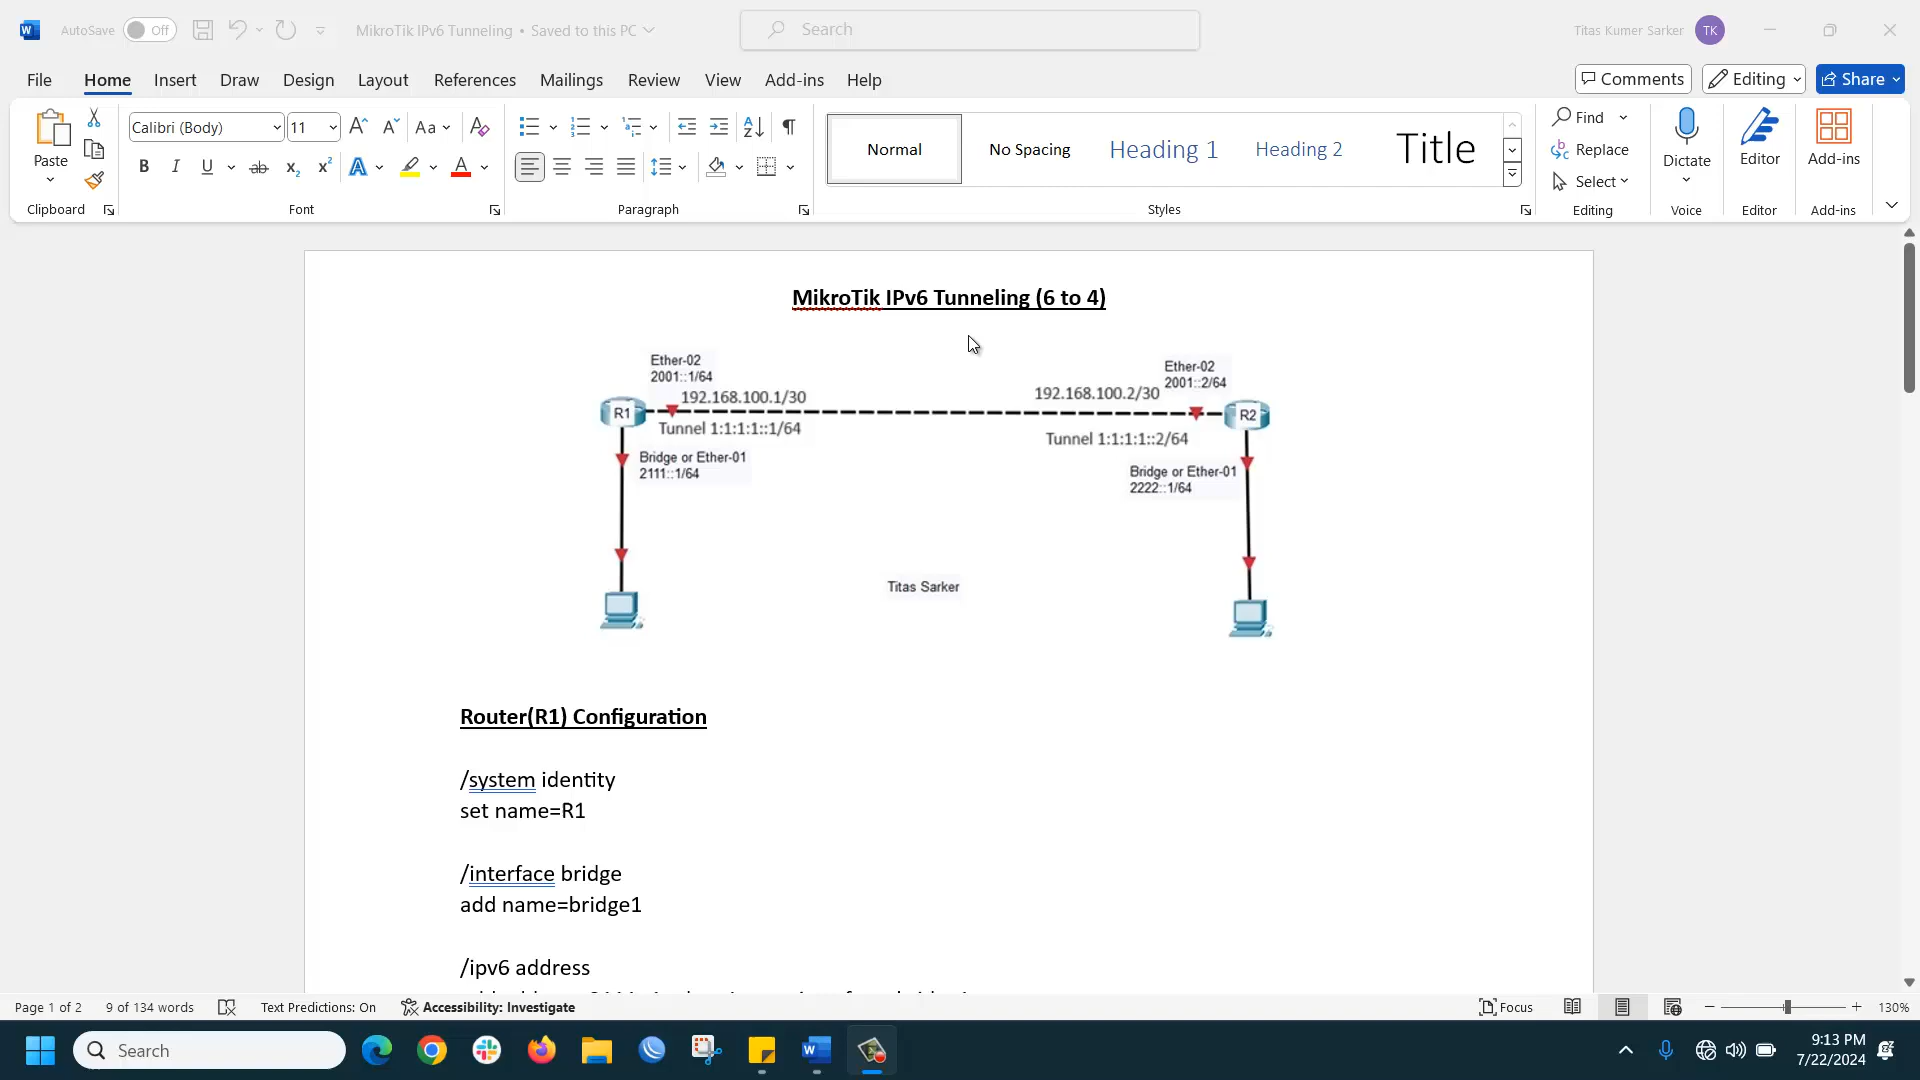 AutoSave Off MikroTik IPv6 Tunneling • Saved to this PC Search Titas Kumer Sarker TK
File Home Insert Draw Design Layout References Mailings Review View Add-ins Help Comments Editing Share
Paste
Calibri (Body) 11 Aa
B I U ab x₂ x² A A
Normal No Spacing Heading 1 Heading 2 Title
Find
Replace
Select
Dictate Editor Add-ins
Clipboard Font Paragraph Styles Editing Voice Editor Add-ins
MikroTik IPv6 Tunneling (6 to 4)
Ether-02
2001::1/64
192.168.100.1/30
R1
Tunnel 1:1:1:1::1/64
Bridge or Ether-01
2111::1/64
Ether-02
2001::2/64
192.168.100.2/30
R2
Tunnel 1:1:1:1::2/64
Bridge or Ether-01
2222::1/64
Titas Sarker
Router(R1) Configuration
/system identity
set name=R1
/interface bridge
add name=bridge1
/ipv6 address
Page 1 of 2 9 of 134 words Text Predictions: On Accessibility: Investigate Focus 130%
Search
9:13 PM
7/22/2024